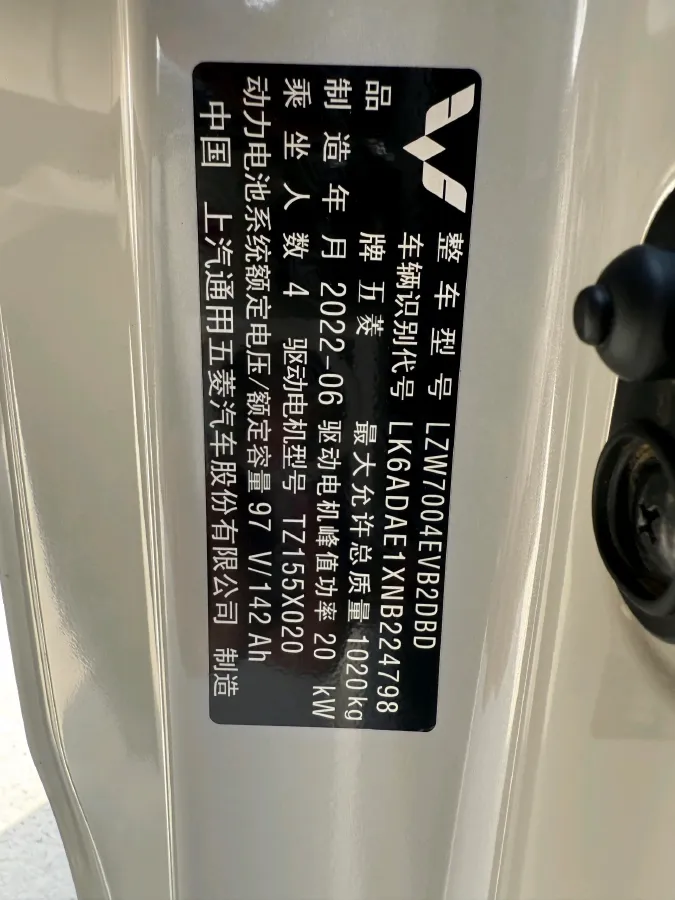 整车型号 LZW7004EVB2DBD
车辆识别代号 LK6ADAE1XNB224798
品牌 五菱 最大允许总质量 1020kg
制造年月 2022-06 驱动电机峰值功率 20 kW
乘坐人数 4 驱动电机型号 TZ155X020
动力电池系统额定电压/额定容量 97 V/142 Ah
中国 上汽通用五菱汽车股份有限公司 制造